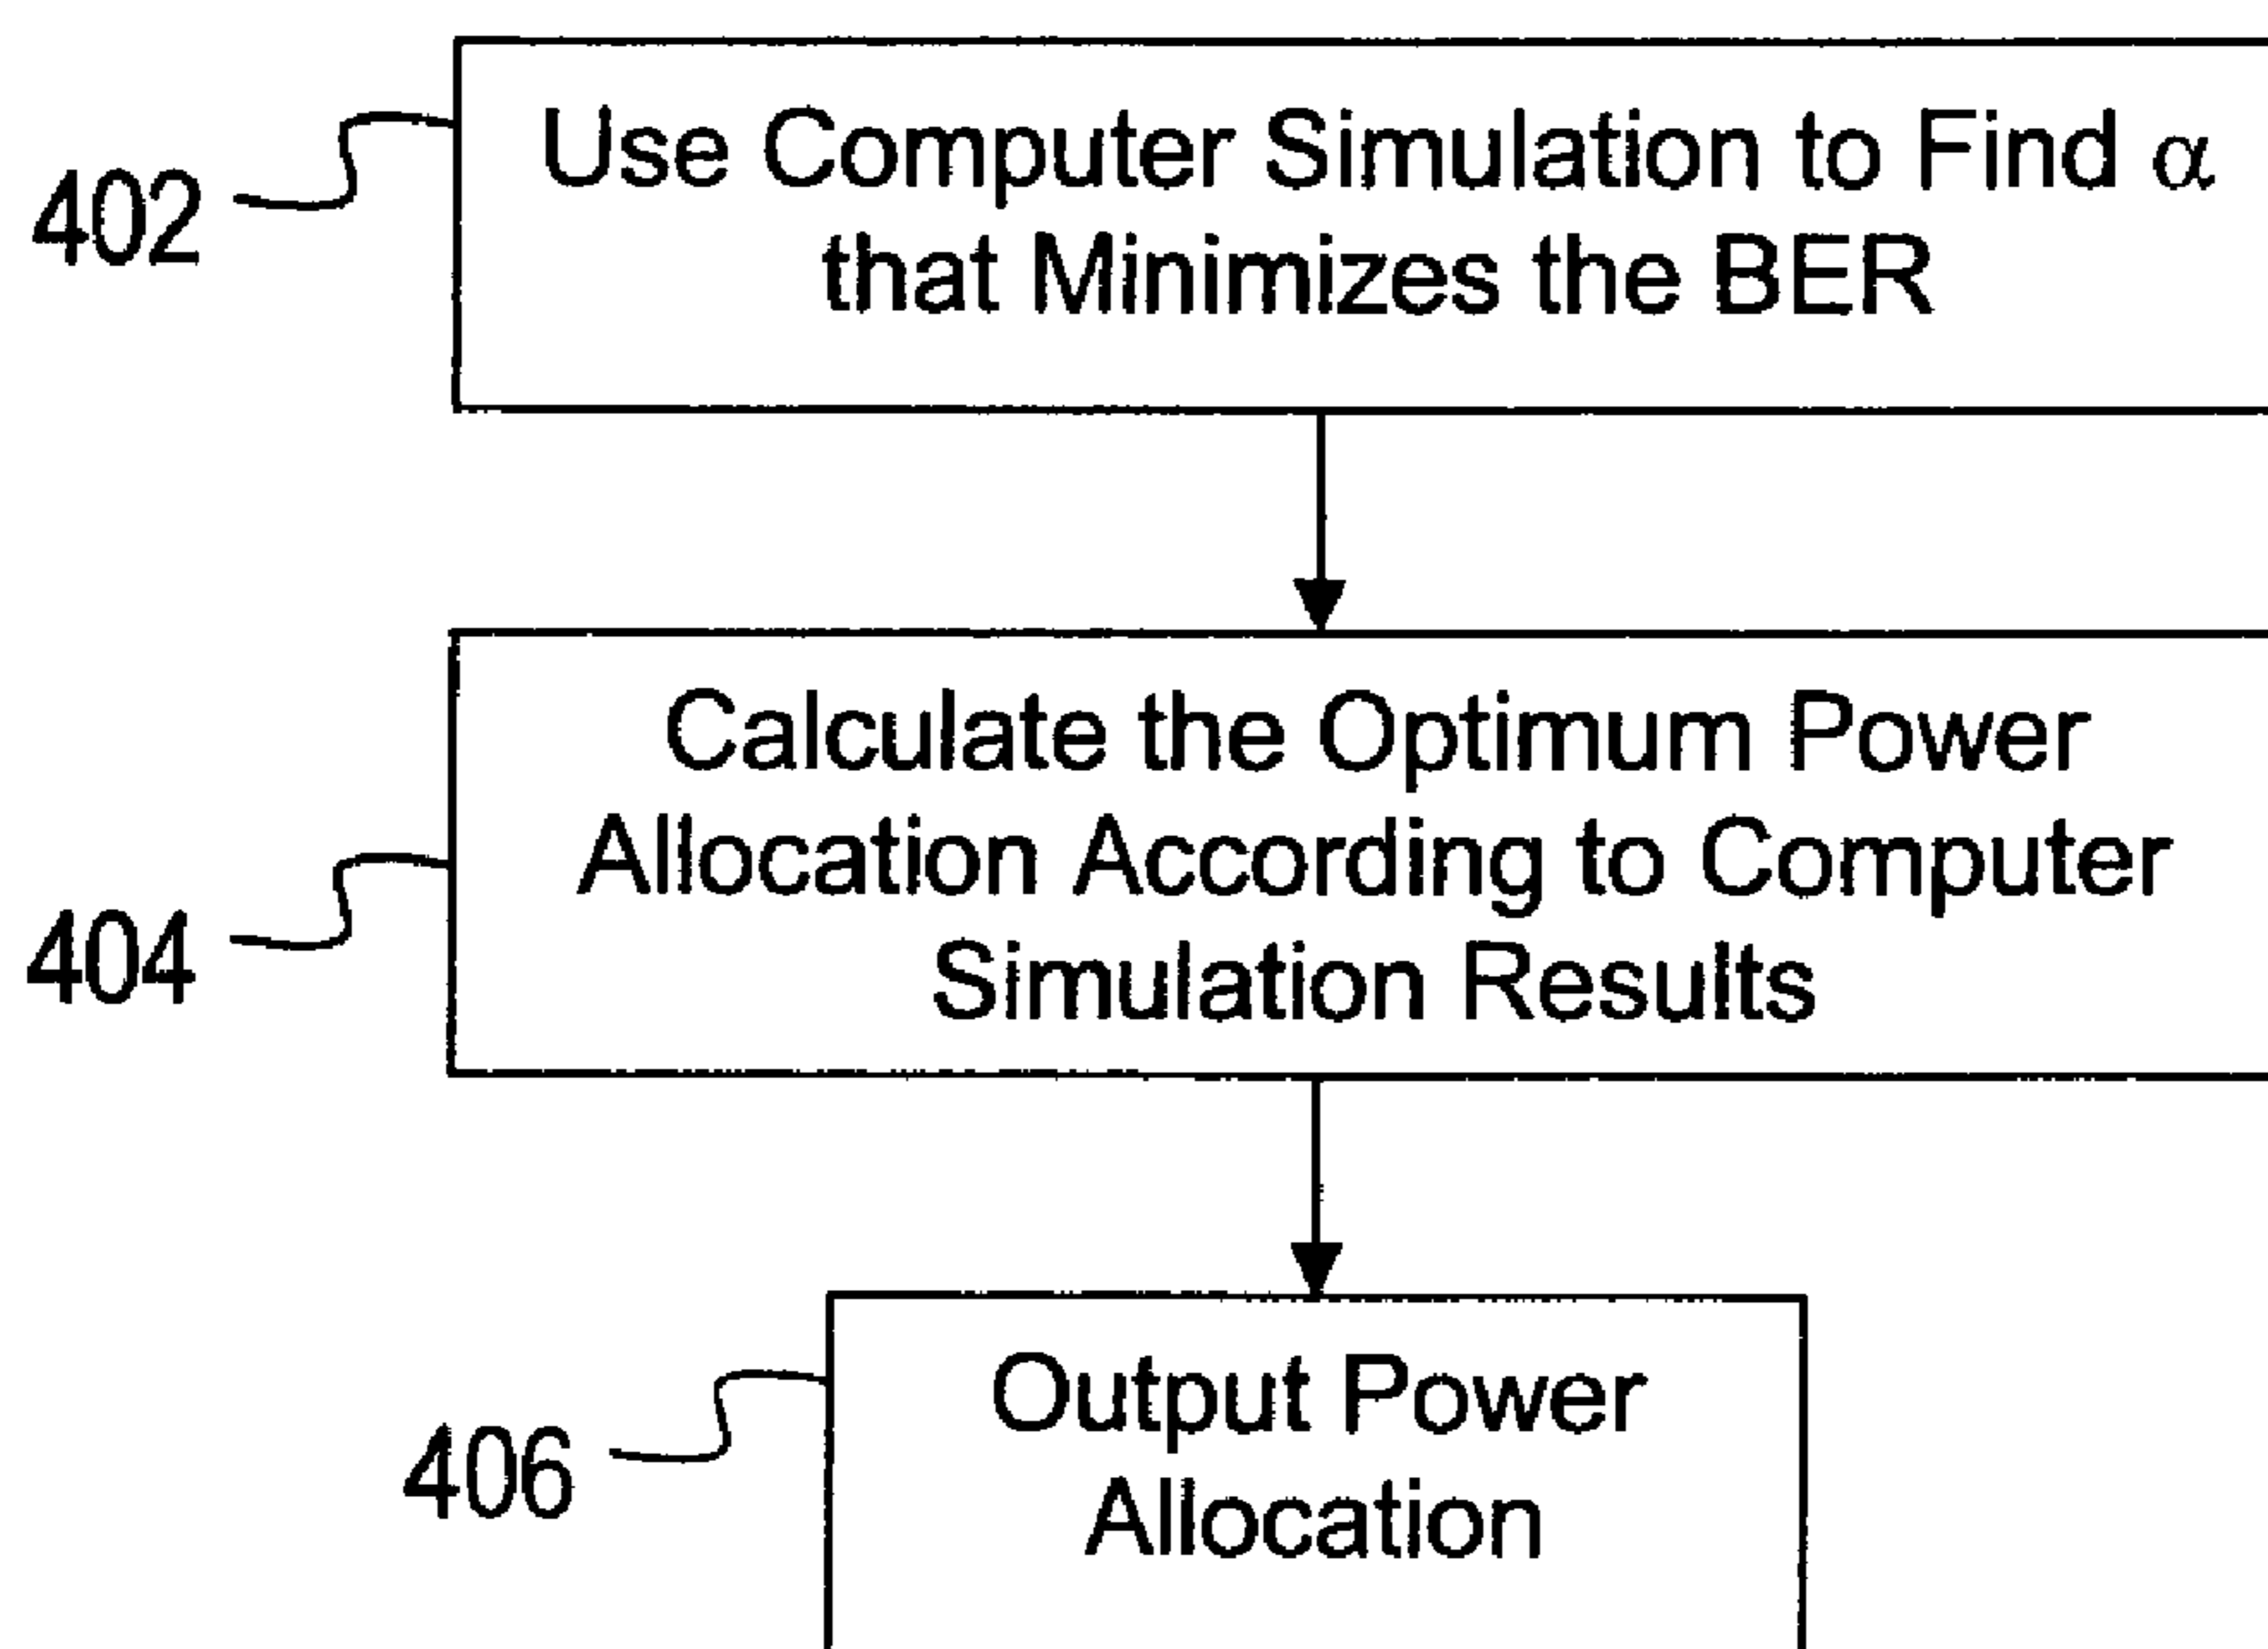 402
Use Computer Simulation to Find α
that Minimizes the BER
404
Calculate the Optimum Power
Allocation According to Computer
Simulation Results
406
Output Power
Allocation